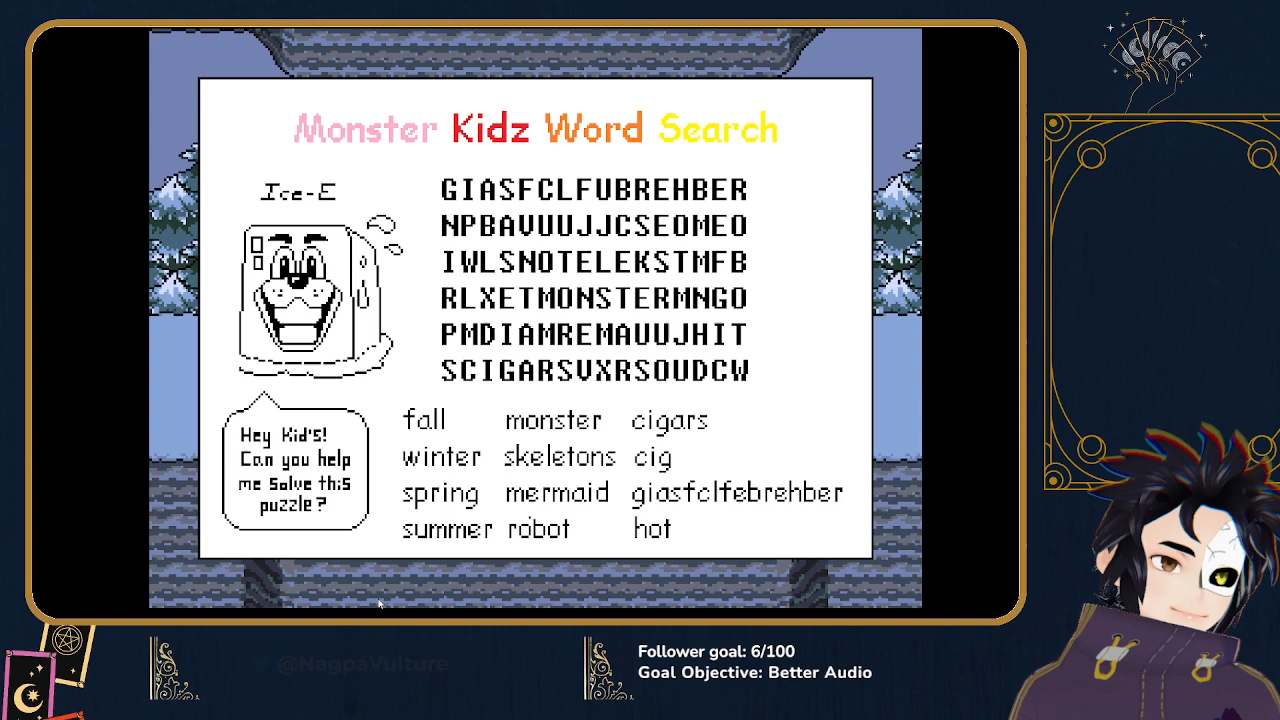 Monster Kidz Word Search
Ice-E
GIASFCLFUBREHBER
NPBAVUUJJCSEOMEO
IWLSNOTELEKSTMFB
RLXETMONSTERMNGO
PMDIAMREMAUUJHIT
SCIGARSVXRSOUDCW
Hey Kid's!
Can you help
me Solve thiS
puzzle?
fall monster cigars
winter skeletons cig
spring mermaid giasfclfebrehber
summer robot hot
@NagpaVulture
Follower goal: 6/100
Goal Objective: Better Audio